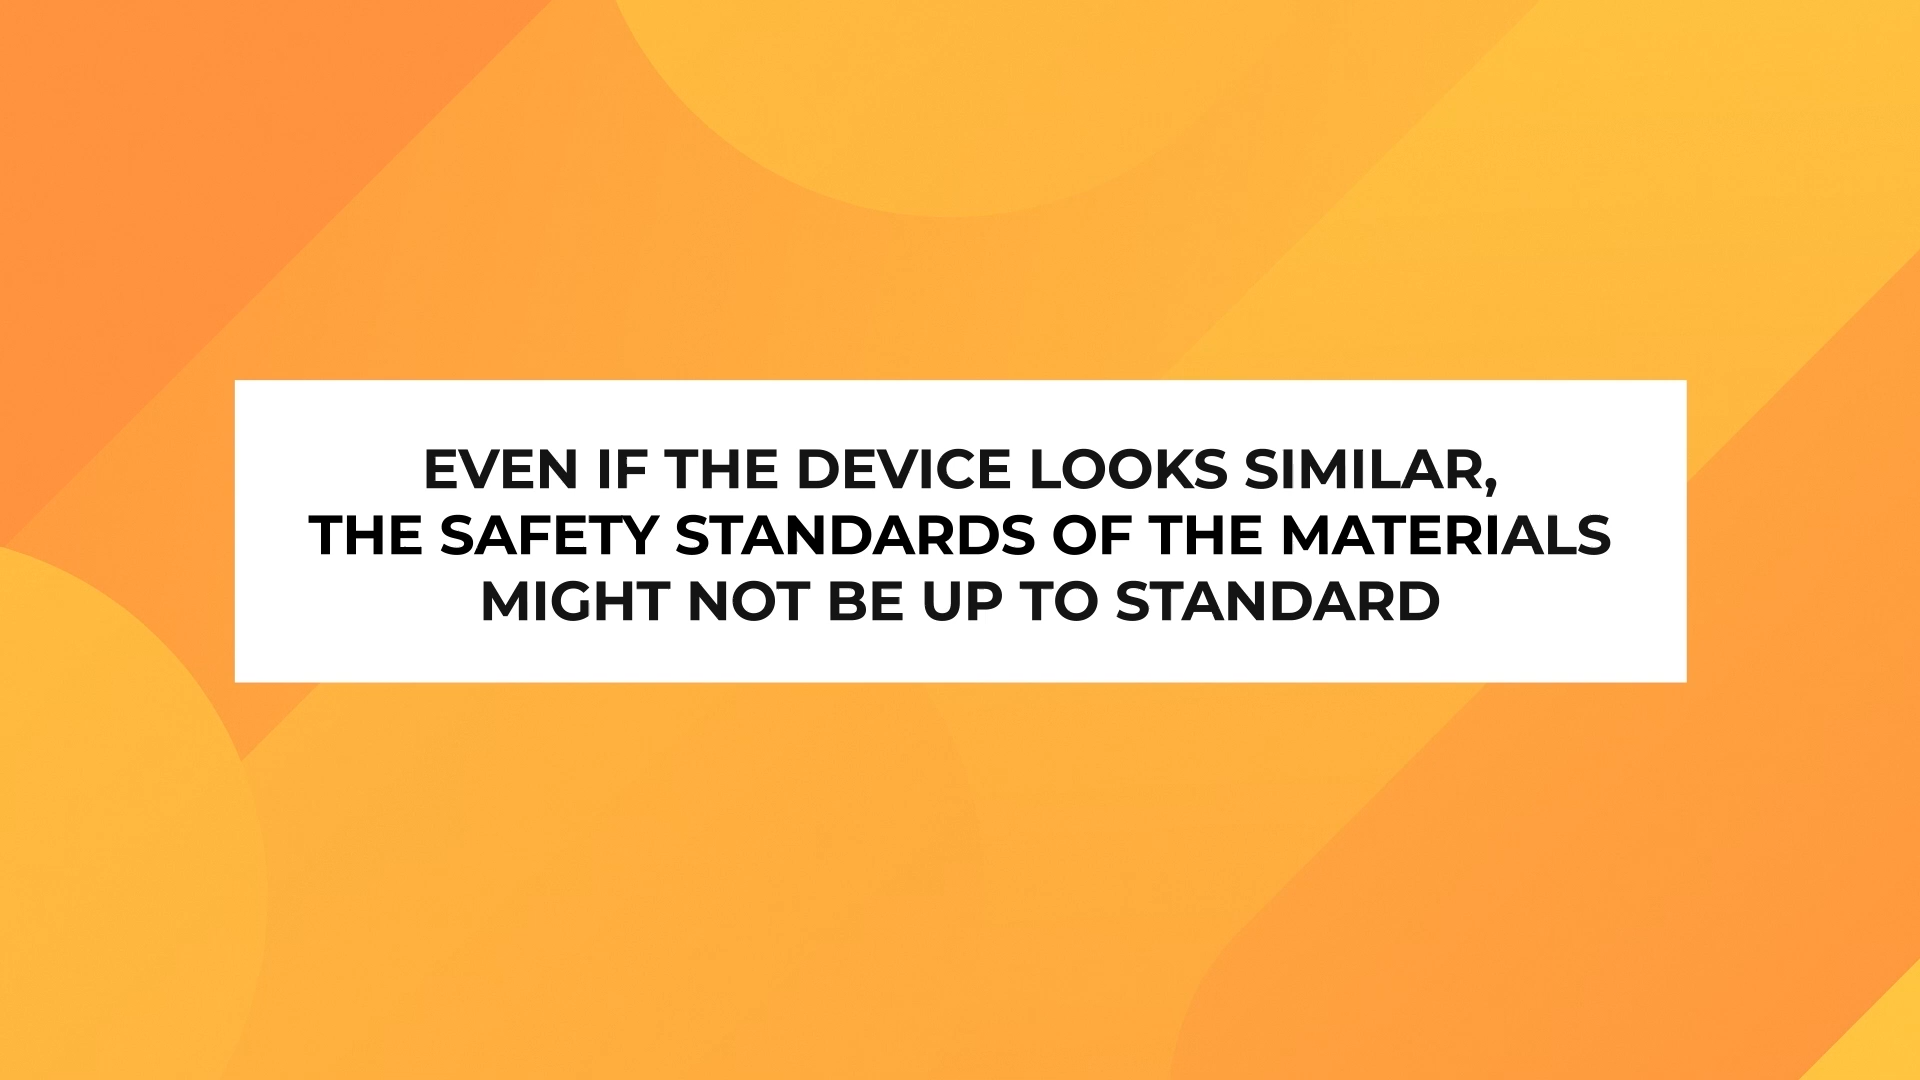 EVEN IF THE DEVICE LOOKS SIMILAR,
THE SAFETY STANDARDS OF THE MATERIALS
MIGHT NOT BE UP TO STANDARD